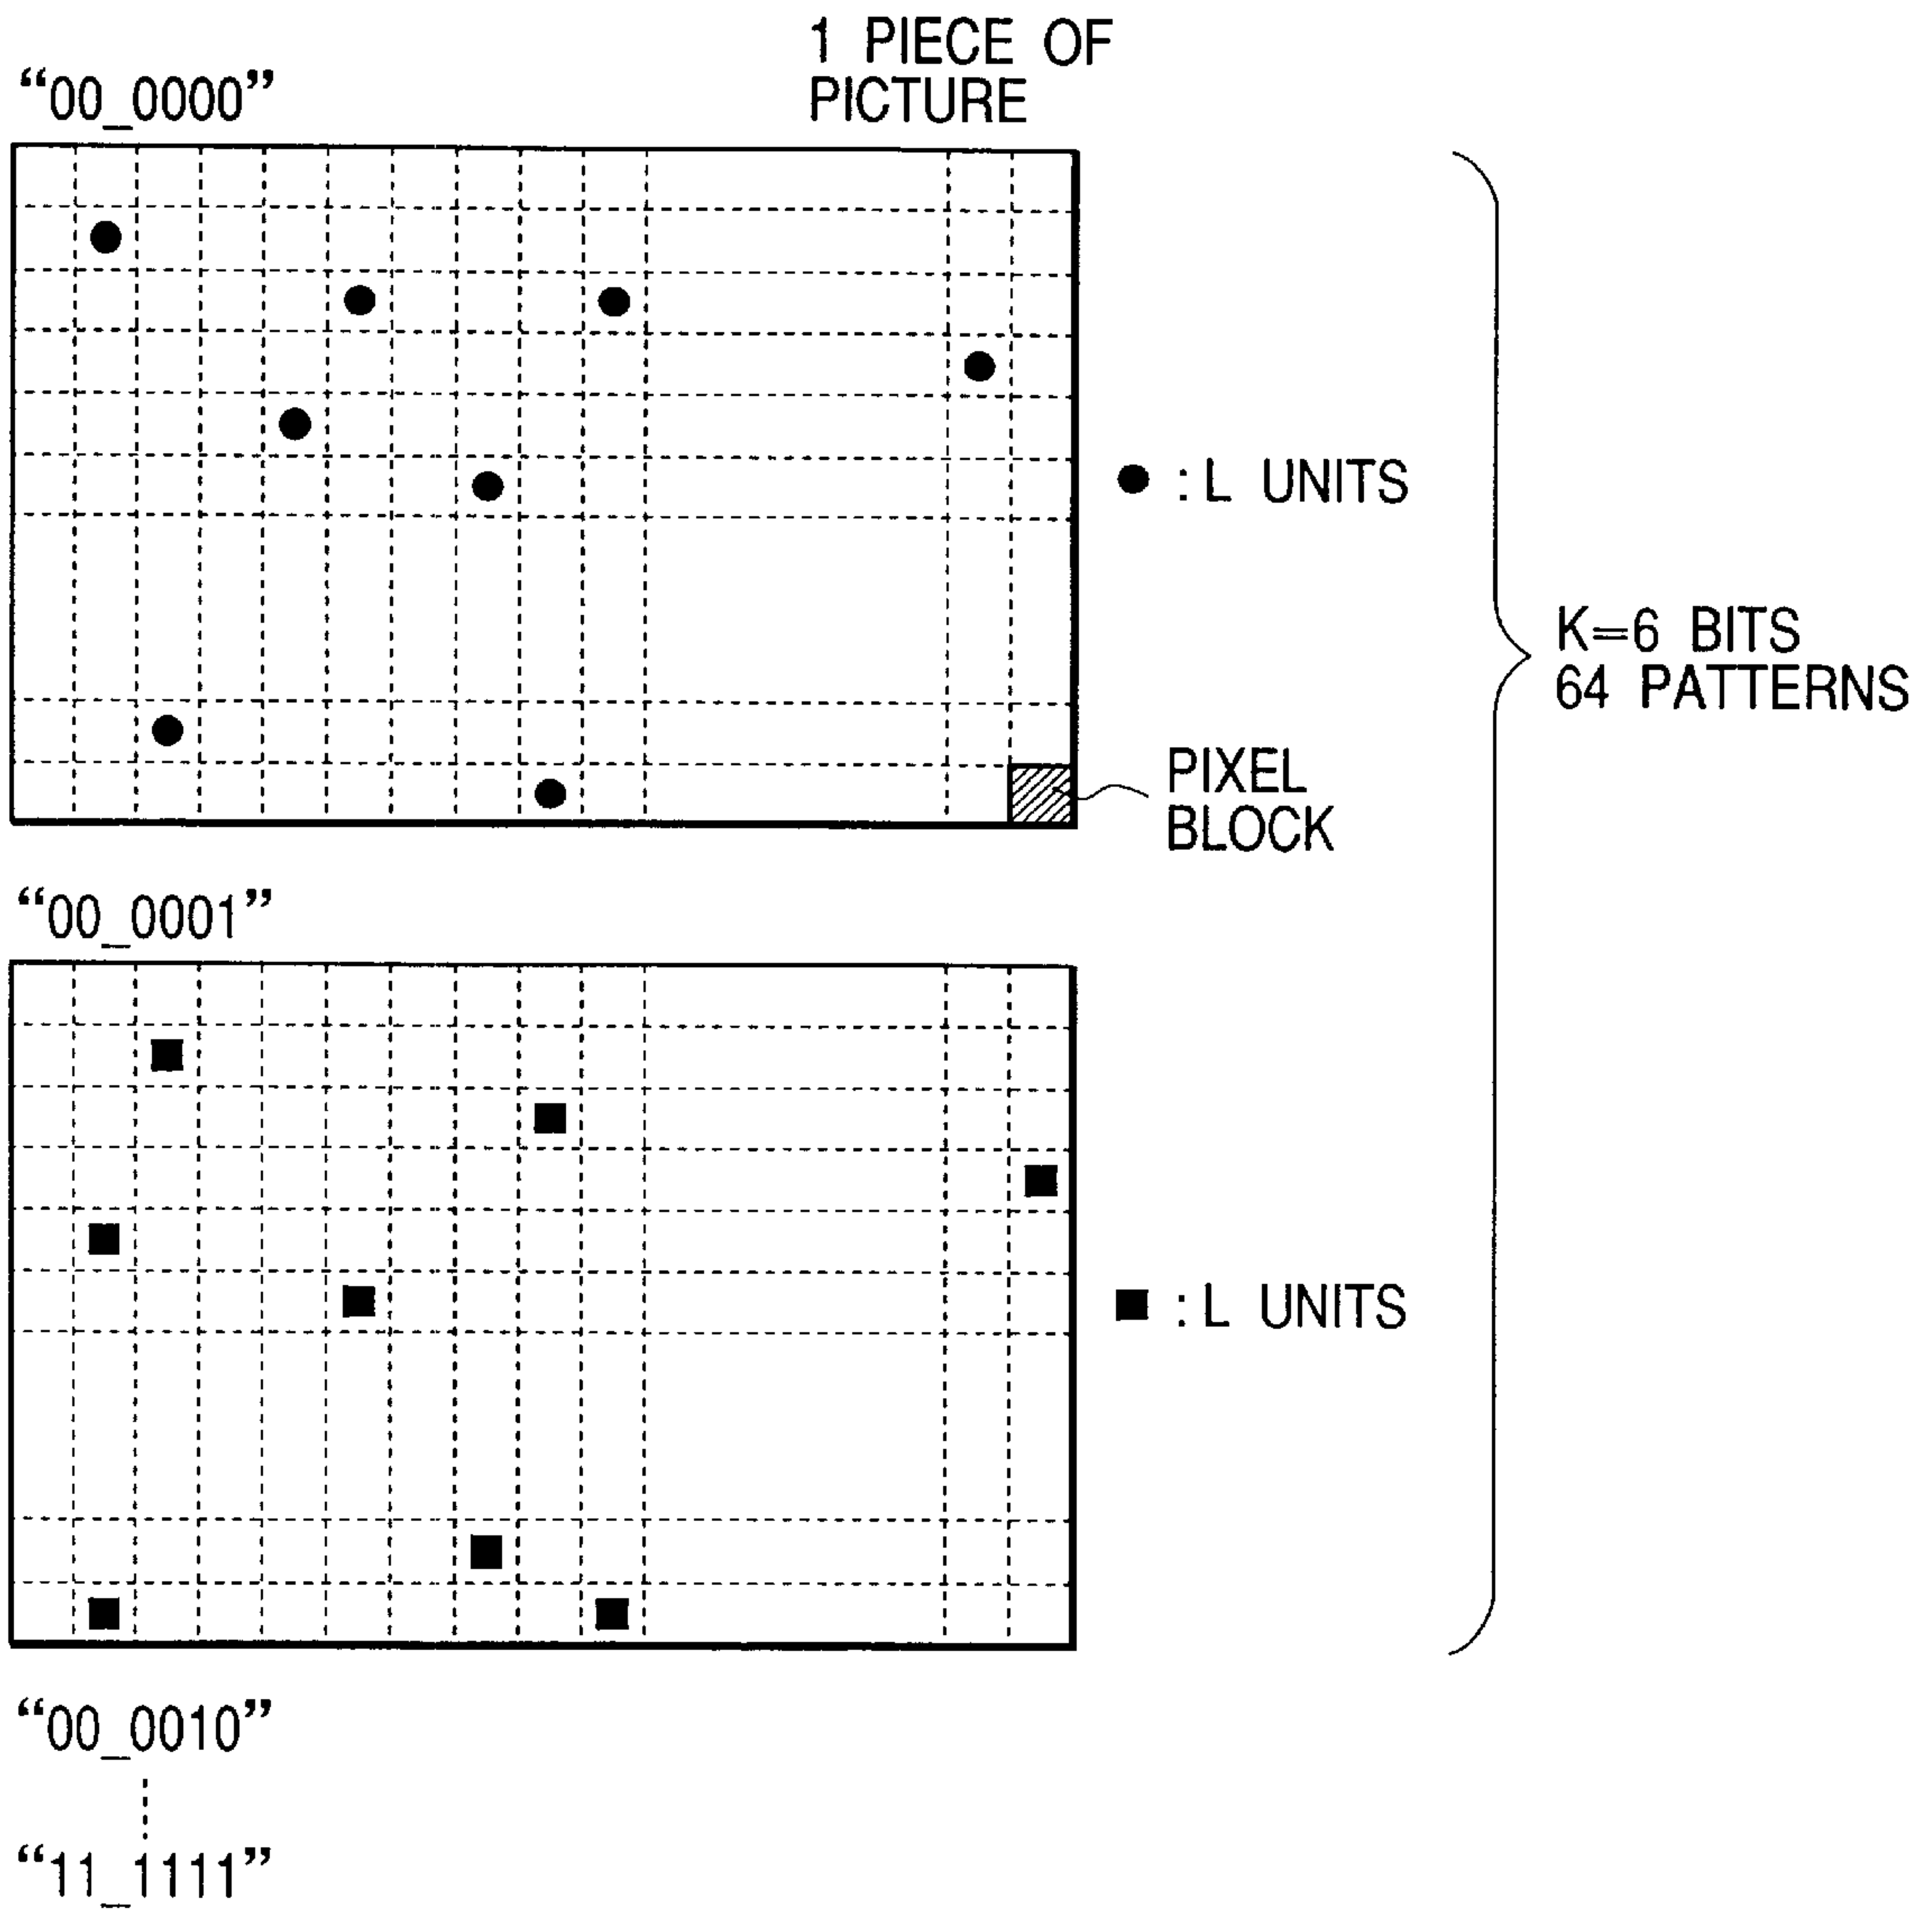 1 PIECE OF
PICTURE
“00_0000”
: L UNITS
K=6 BITS
64 PATTERNS
PIXEL
BLOCK
“00_0001”
: L UNITS
“00_0010”
“11_1111”